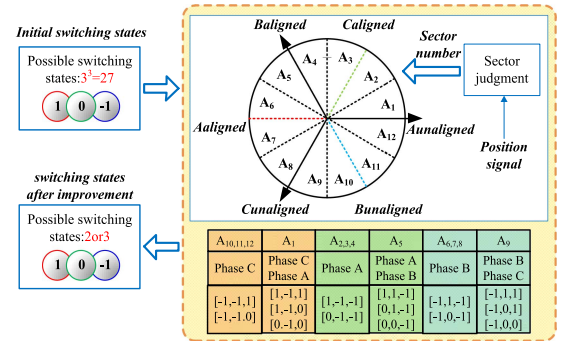 Initial switching states
Possible switching
states:3³=27
1 0 -1
switching states
after improvement
Possible switching
states:2or3
1 0 -1
Baligned
Caligned
Aaligned
Aunaligned
Cunaligned
Bunaligned
A₄
A₃
A₅
A₂
A₆
A₁
A₇
A₁₂
A₈
A₁₁
A₉
A₁₀
Sector
number
Sector
judgment
Position
signal
A₁₀,₁₁,₁₂ A₁ A₂,₃,₄ A₅ A₆,₇,₈ A₉
Phase C Phase C Phase A Phase A Phase B Phase B
Phase A Phase B Phase C
[-1,-1,1] [1,-1,1] [1,-1,-1] [1,1,-1] [-1,1,-1] [-1,1,1]
[-1,-1.0] [1,-1,0] [0,-1,-1] [0,1,-1] [-1,0,-1] [-1,0,1]
[0.-1,0] [0,0,-1] [-1,0,0]